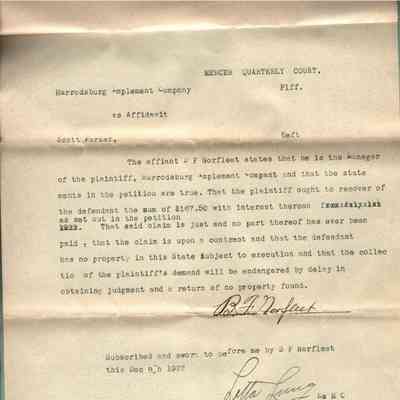 MERCER QUARTERLY COURT.
Harrodsburg Implement Company Plff.
vs Affidavit
Scott Deft
The affiant B F Norfleet states that he is the Manager
of the plaintiff, Harrodsburg Implement Company and that the state
ments in the petition are true. That the plaintiff ought to recover of
the defendant the sum of $167.50 with interest thereon
as set out in the petition
1922. That said claim is just and no part thereof has ever been
paid , that the claim is upon a contract and that the defendant
has no property in this State subject to execution and that the collec
tio of the plaintiff's demand will be endangered by delay in
obtaining judgment and a return of no property found.
B. F. Norfleet
Subscribed and sworn to before me by B F Norfleet
this Dec 1922
Lotta
M C